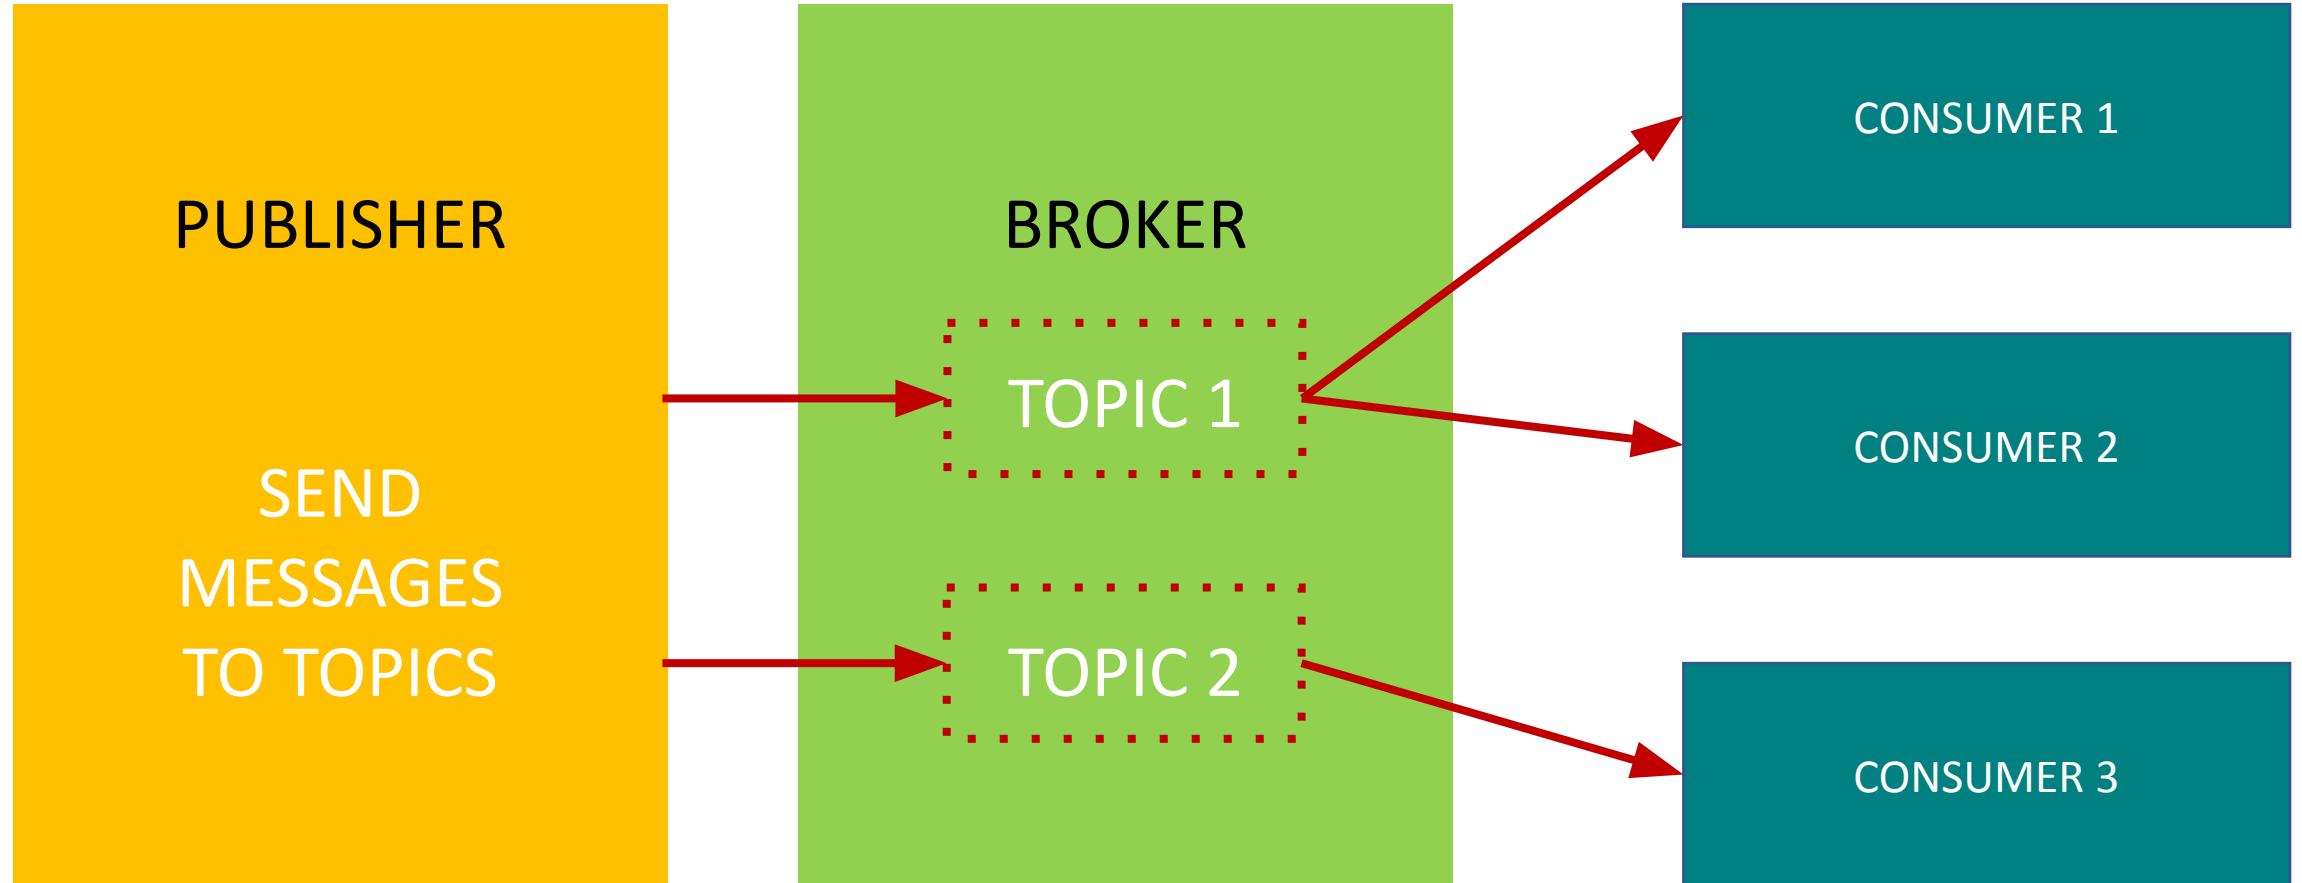 PUBLISHER
SEND
MESSAGES
TO TOPICS
BROKER
TOPIC 1
TOPIC 2
CONSUMER 1
CONSUMER 2
CONSUMER 3